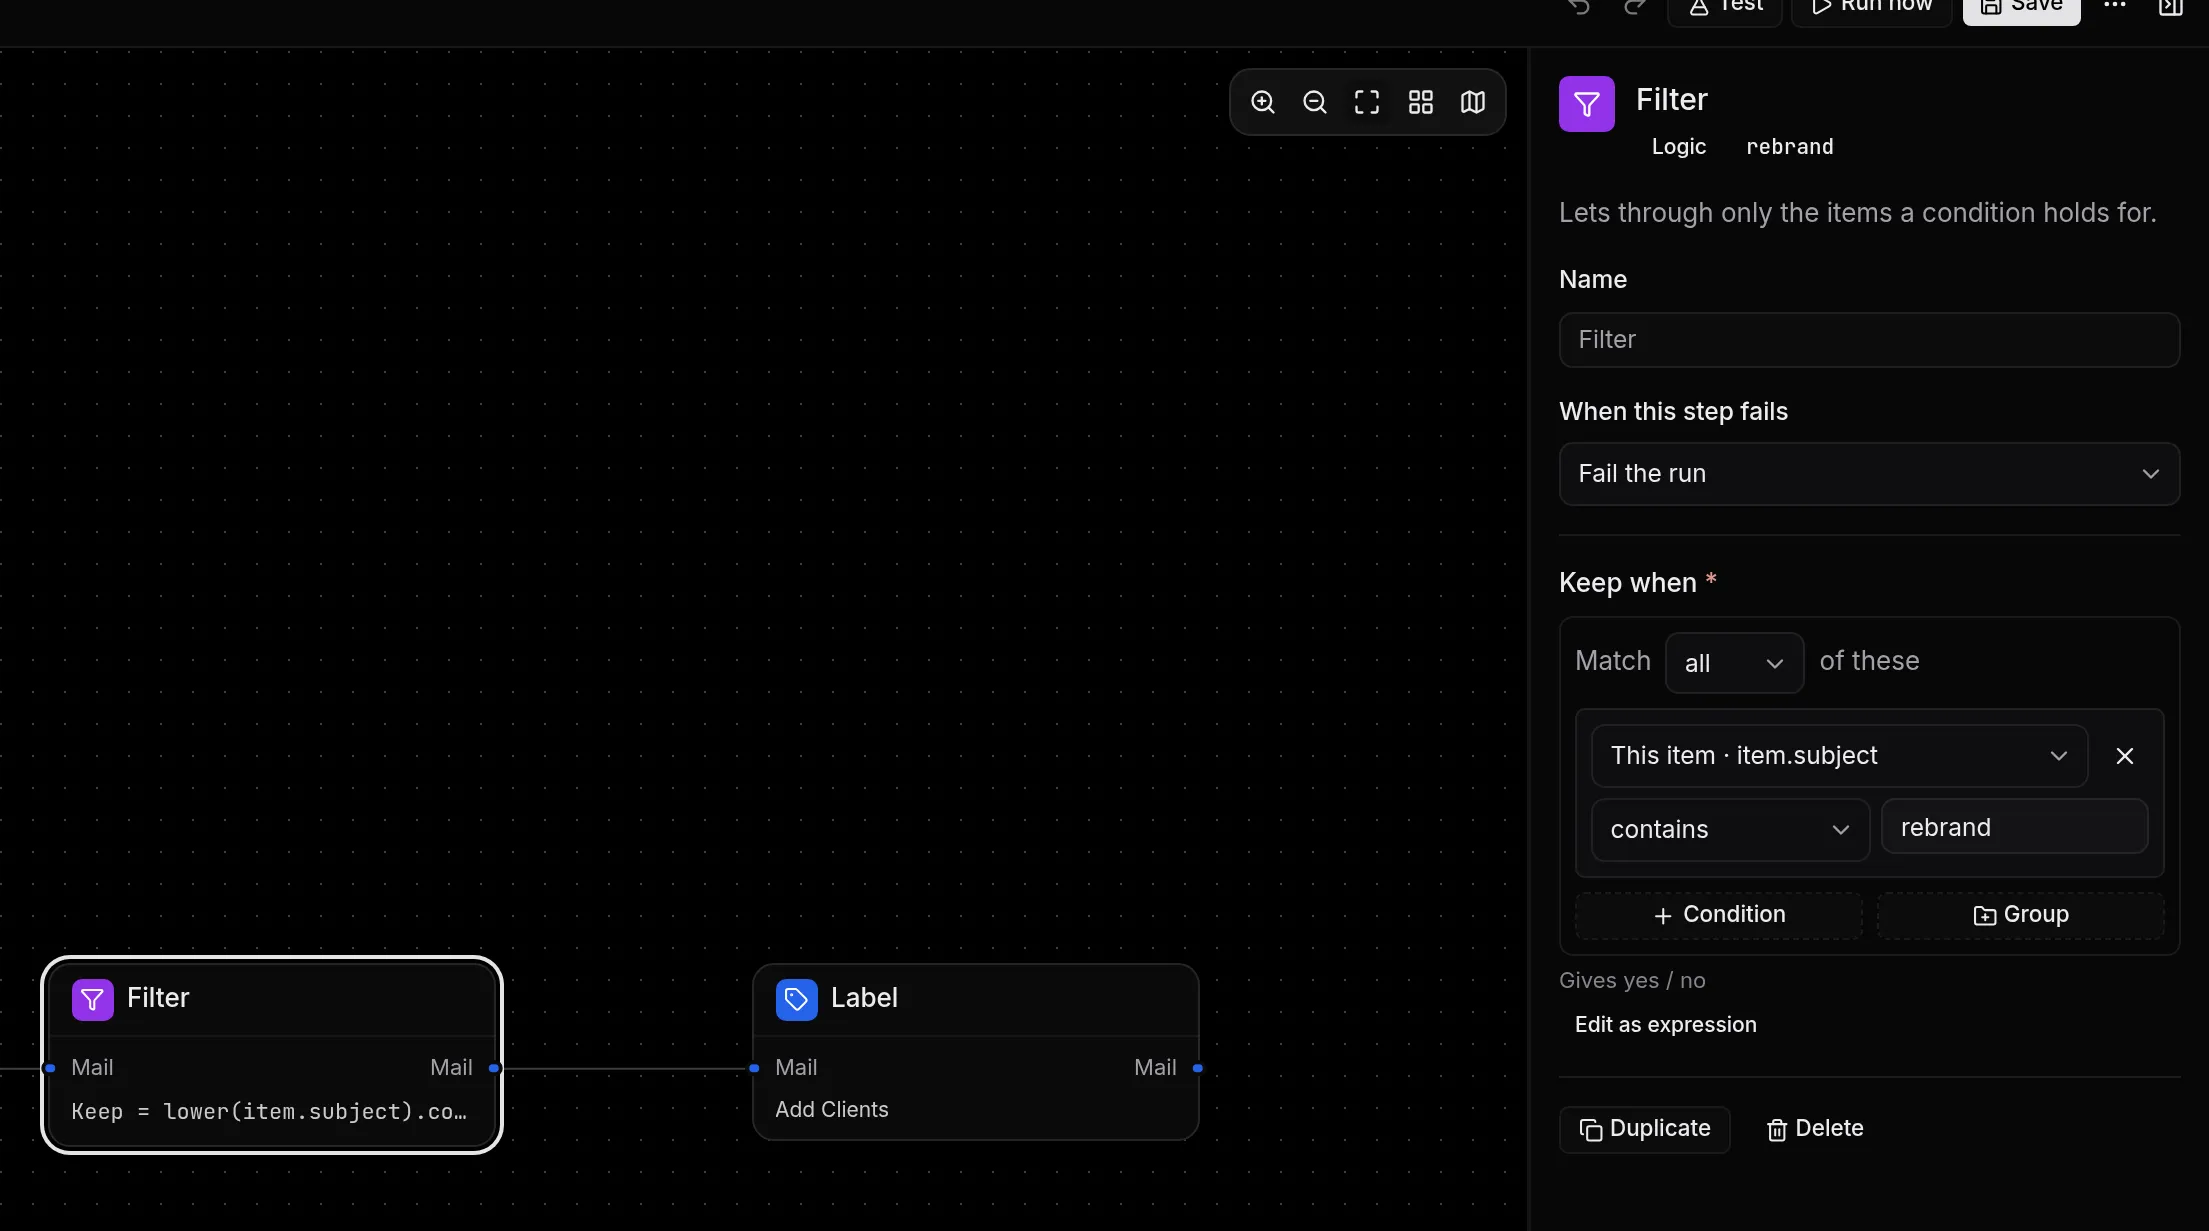 Test
Run now
Save
Filter
Logic rebrand
Lets through only the items a condition holds for.
Name
Filter
When this step fails
Fail the run
Keep when *
Match all of these
This item · item.subject
contains rebrand
Condition
Group
Gives yes / no
Edit as expression
Duplicate
Delete
Filter
Mail Mail
Keep = lower(item.subject).co…
Label
Mail Mail
Add Clients